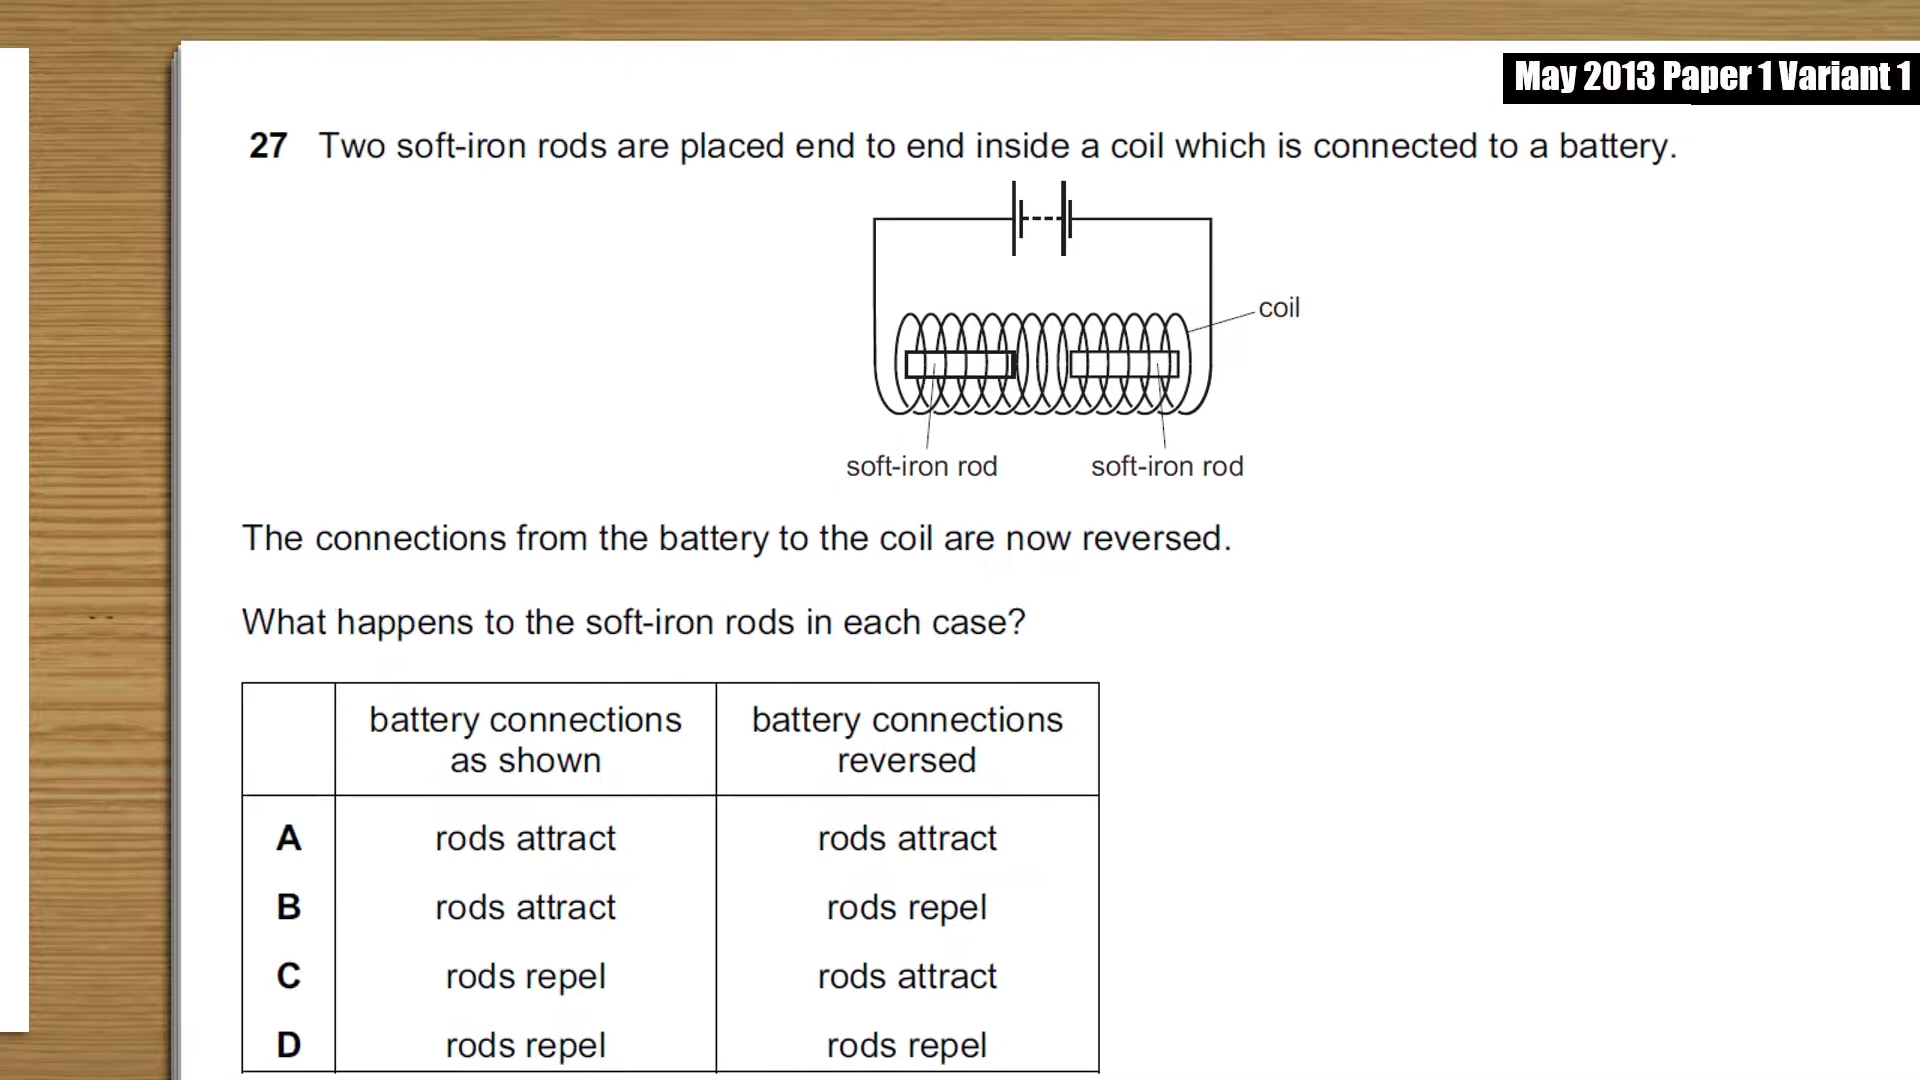 May 2013 Paper 1 Variant 1
27 Two soft-iron rods are placed end to end inside a coil which is connected to a battery.
coil
soft-iron rod soft-iron rod
The connections from the battery to the coil are now reversed.
What happens to the soft-iron rods in each case?
battery connections as shown battery connections reversed
A rods attract rods attract
B rods attract rods repel
C rods repel rods attract
D rods repel rods repel